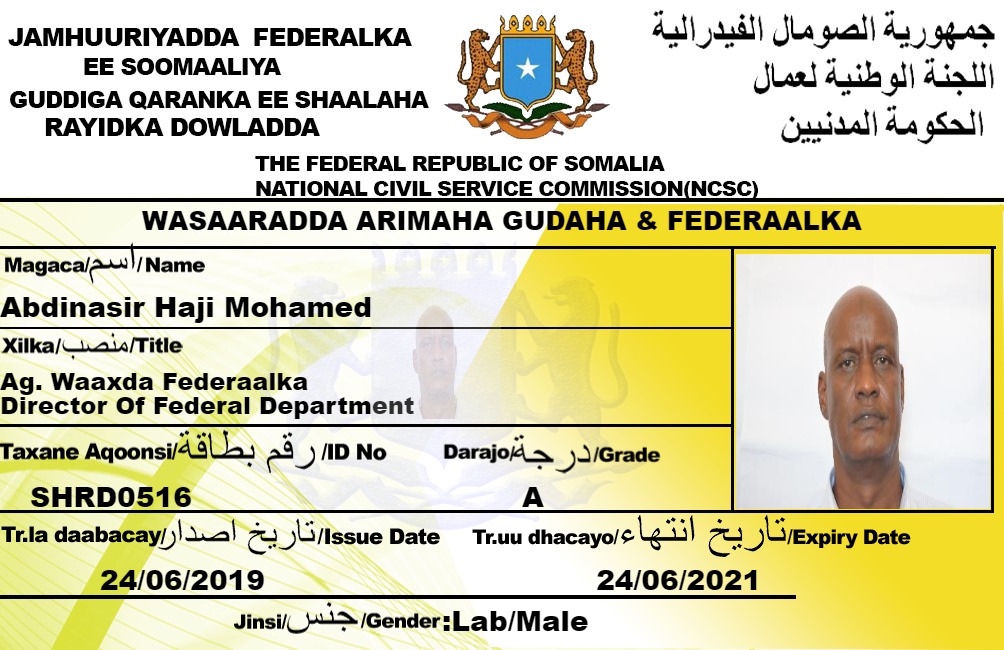 JAMHUURIYADDA FEDERALKA
EE SOOMAALIYA
GUDDIGA QARANKA EE SHAALAHA
RAYIDKA DOWLADDA
جمهورية الصومال الفيدرالية
اللجنة الوطنية لعمال
الحكومة المدنيين
THE FEDERAL REPUBLIC OF SOMALIA
NATIONAL CIVIL SERVICE COMMISSION(NCSC)
WASAARADDA ARIMAHA GUDAHA & FEDERAALKA
Magaca/اسم/Name
Abdinasir Haji Mohamed
Xilka/منصب/Title
Ag. Waaxda Federaalka
Director Of Federal Department
Taxane Aqoonsi/رقم بطاقة/ID No Darajo/درجة/Grade
SHRD0516 A
Tr.la daabacay/تاريخ اصدار/Issue Date Tr.uu dhacayo/تاريخ انتهاء/Expiry Date
24/06/2019 24/06/2021
Jinsi/جنس/Gender:Lab/Male